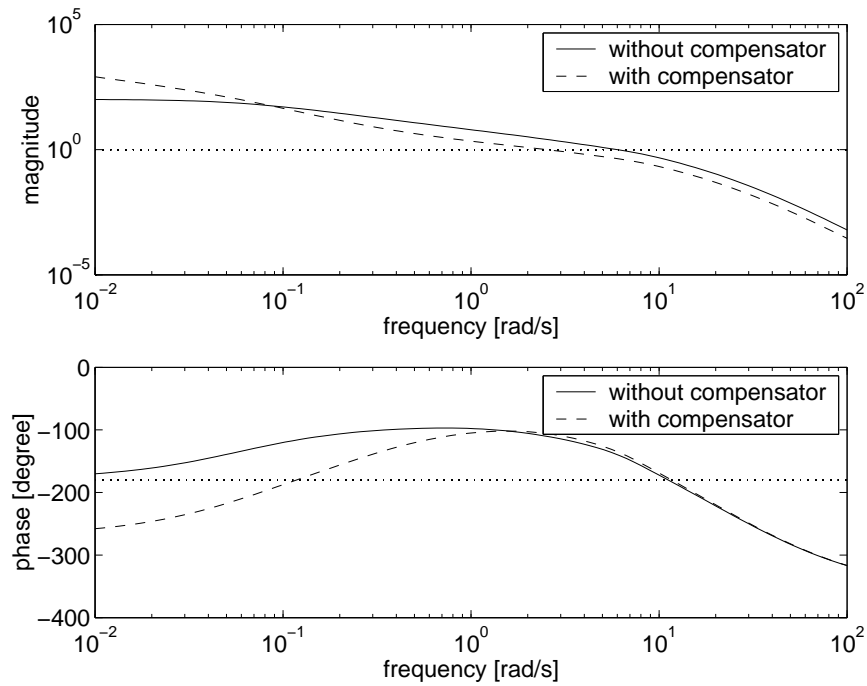 10^5
10^0
10^−5
magnitude
without compensator
with compensator
10^−2 10^−1 10^0 10^1 10^2
frequency [rad/s]
0
−100
−200
−300
−400
phase [degree]
without compensator
with compensator
10^−2 10^−1 10^0 10^1 10^2
frequency [rad/s]